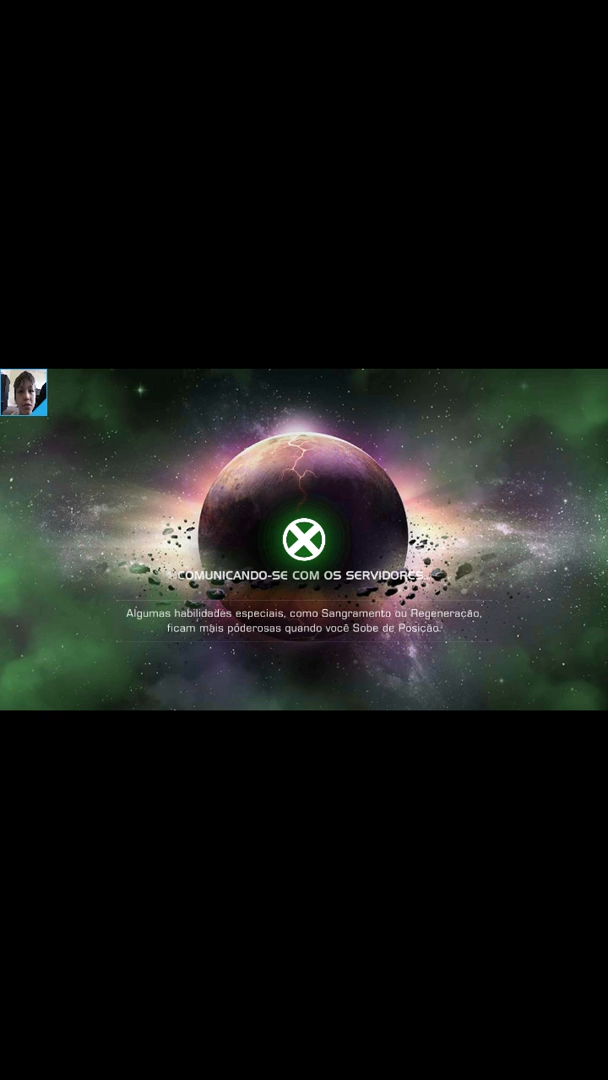 COMUNICANDO-SE COM OS SERVIDORES...
Algumas habilidades especiais, como Sangramento ou Regeneração,
ficam mais poderosas quando você Sobe de Posição.